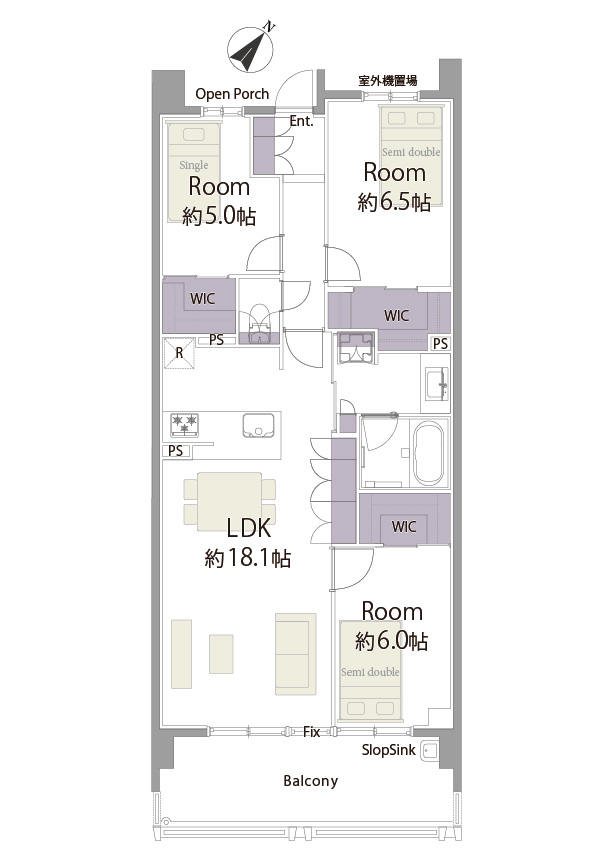 N
室外機置場
Open Porch
Ent.
Single
Semi double
Room
約5.0帖
Room
約6.5帖
WIC
WIC
PS
PS
R
PS
WIC
LDK
約18.1帖
Room
約6.0帖
Semi double
Fix
SlopSink
Balcony